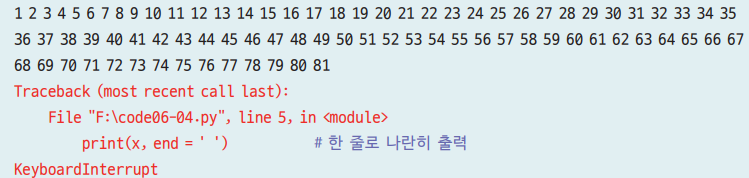 1 2 3 4 5 6 7 8 9 10 11 12 13 14 15 16 17 18 19 20 21 22 23 24 25 26 27 28 29 30 31 32 33 34 35
36 37 38 39 40 41 42 43 44 45 46 47 48 49 50 51 52 53 54 55 56 57 58 59 60 61 62 63 64 65 66 67
68 69 70 71 72 73 74 75 76 77 78 79 80 81
Traceback (most recent call last):
File "F:\code06-04.py", line 5, in <module>
print(x, end = ' ') # 한 줄로 나란히 출력
KeyboardInterrupt